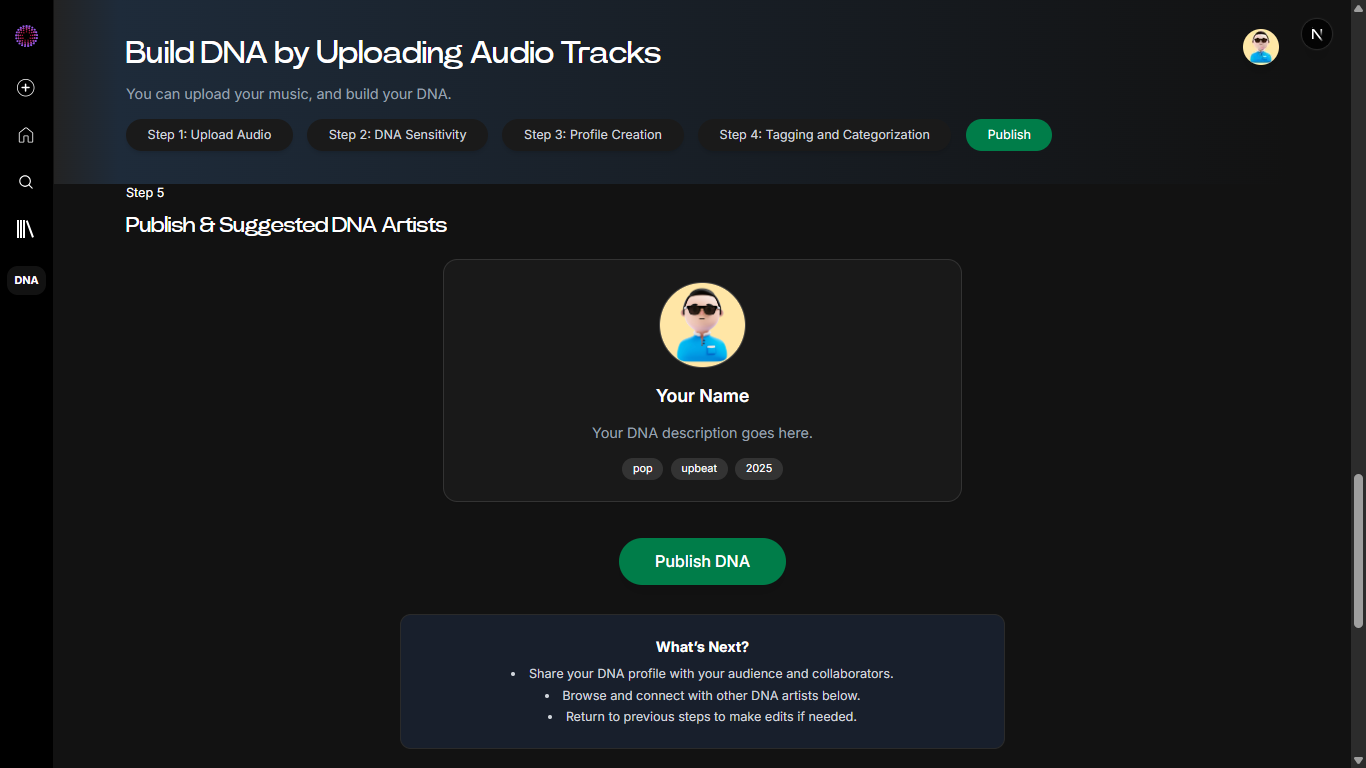 Build DNA by Uploading Audio Tracks
N
You can upload your music, and build your DNA.
Step 1: Upload Audio
Step 2: DNA Sensitivity
Step 3: Profile Creation
Step 4: Tagging and Categorization
Publish
DNA
Step 5
Publish & Suggested DNA Artists
Your Name
Your DNA description goes here.
pop
upbeat
2025
Publish DNA
What's Next?
• Share your DNA profile with your audience and collaborators.
• Browse and connect with other DNA artists below.
• Return to previous steps to make edits if needed.